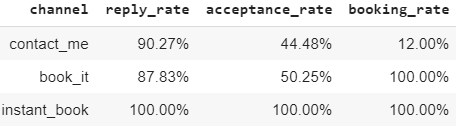 channel reply_rate acceptance_rate booking_rate
contact_me 90.27% 44.48% 12.00%
book_it 87.83% 50.25% 100.00%
instant_book 100.00% 100.00% 100.00%